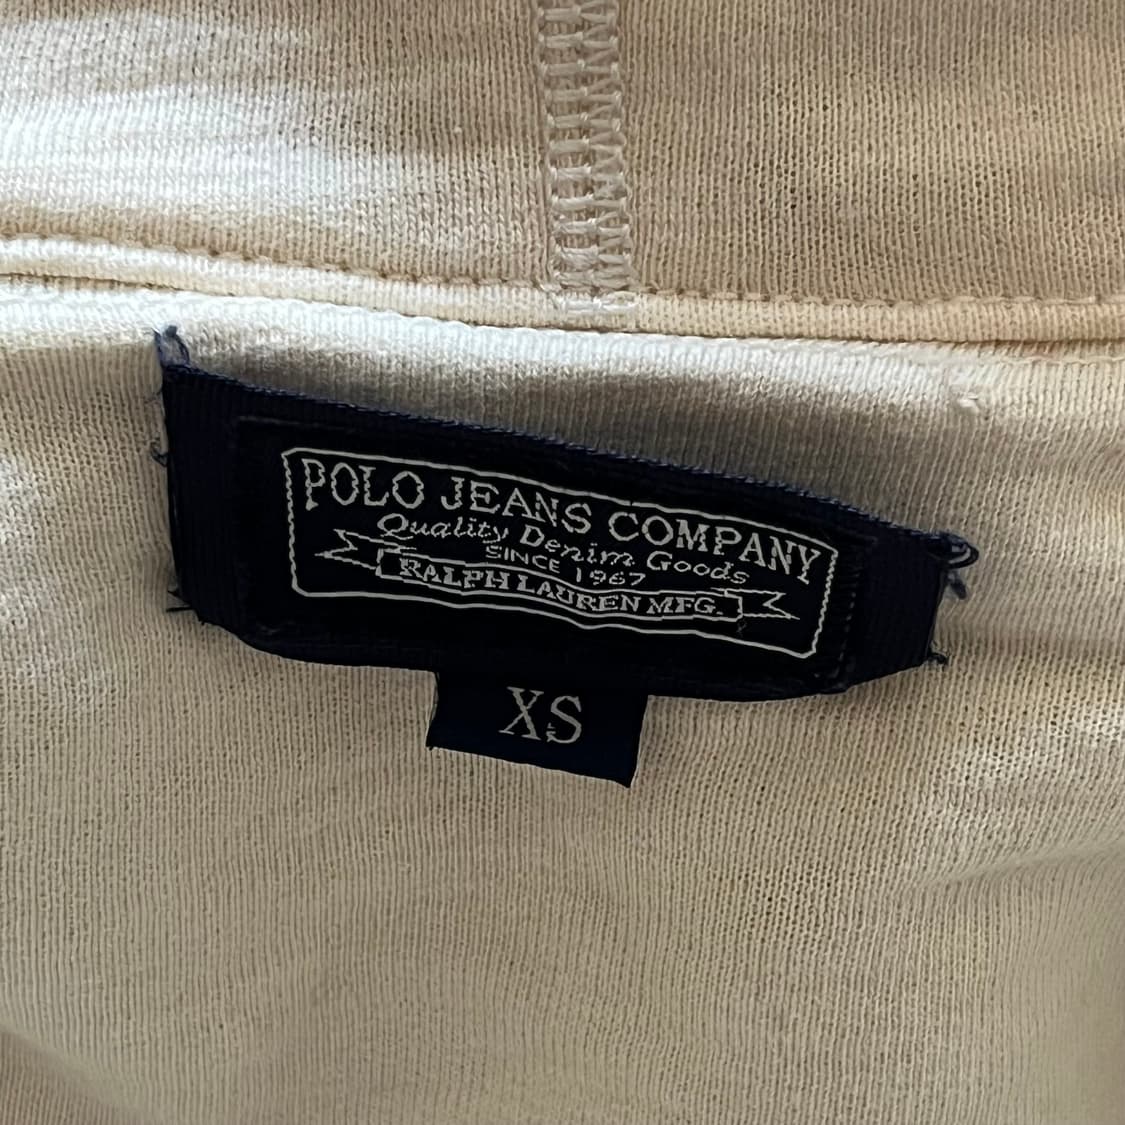 POLO JEANS COMPANY
Quality Denim Goods
SINCE 1967
RALPH LAUREN MFG.
XS